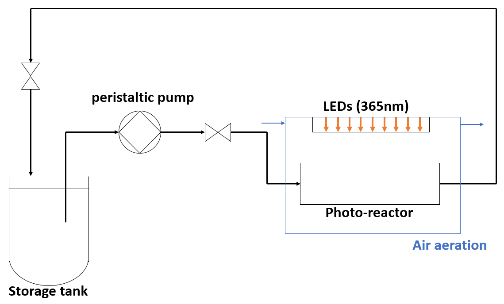 peristaltic pump
LEDs (365nm)
Photo-reactor
Air aeration
Storage tank